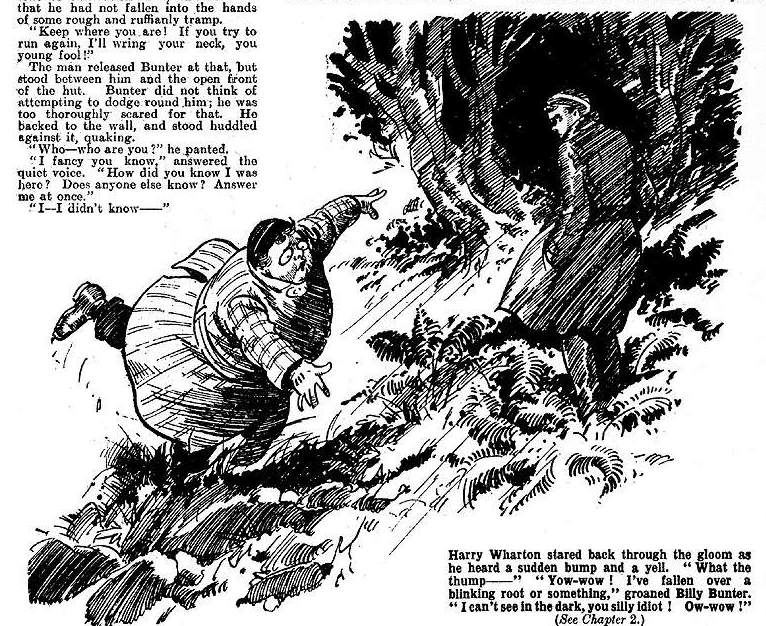 that he had not fallen into the hands
of some rough and ruffianly tramp.
"Keep where you are! If you try to
run again, I'll wring your neck, you
young fool!"
The man released Bunter at that, but
stood between him and the open front
of the hut. Bunter did not think of
attempting to dodge round him; he was
too thoroughly scared for that. He
backed to the wall, and stood huddled
against it, quaking.
"Who—who are you?" he panted.
"I fancy you know," answered the
quiet voice. "How did you know I was
here? Does anyone else know? Answer
me at once."
"I—I didn't know——"
Harry Wharton stared back through the gloom as
he heard a sudden bump and a yell. "What the
thump——" "Yow-wow! I've fallen over a
blinking root or something," groaned Billy Bunter.
"I can't see in the dark, you silly idiot! Ow-wow!"
(See Chapter 2.)